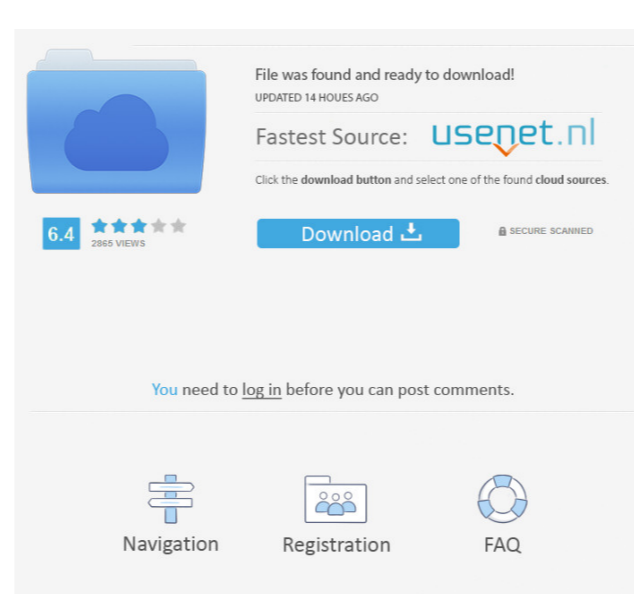 File was found and ready to download!
UPDATED 14 HOUES AGO
Fastest Source: usenet.nl
Click the download button and select one of the found cloud sources.
6.4
2865 VIEWS
Download
SECURE SCANNED
You need to log in before you can post comments.
Navigation
Registration
FAQ